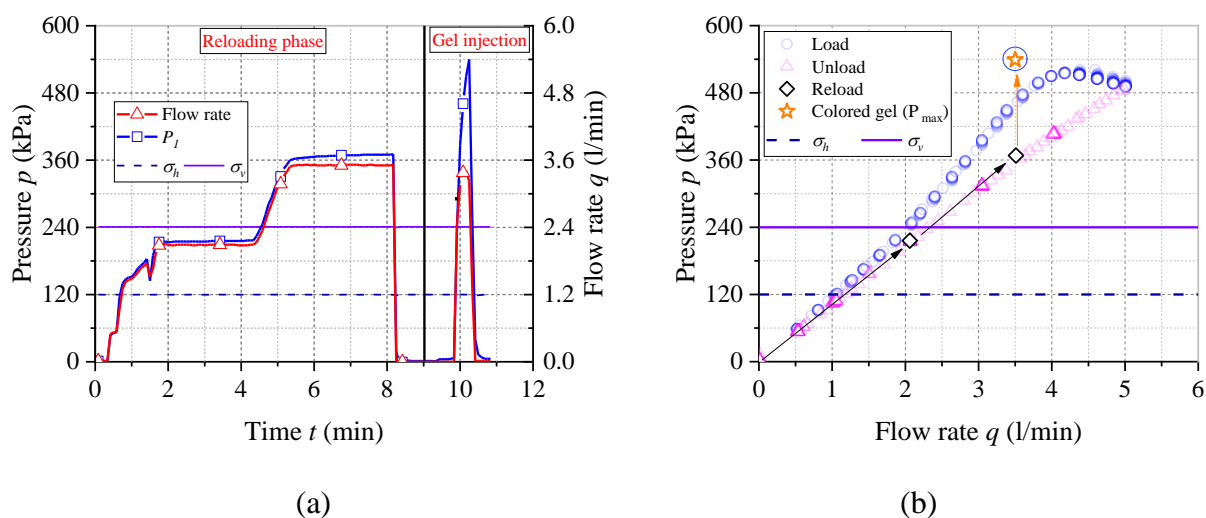 600
480
360
240
120
0
Pressure p (kPa)
Reloading phase
Gel injection
Flow rate
P1
σh
σv
6.0
4.8
3.6
2.4
1.2
0.0
Flow rate q (l/min)
0 2 4 6 8 10 12
Time t (min)
(a)
600
480
360
240
120
0
Pressure p (kPa)
Load
Unload
Reload
Colored gel (Pmax)
σh σv
0 1 2 3 4 5 6
Flow rate q (l/min)
(b)